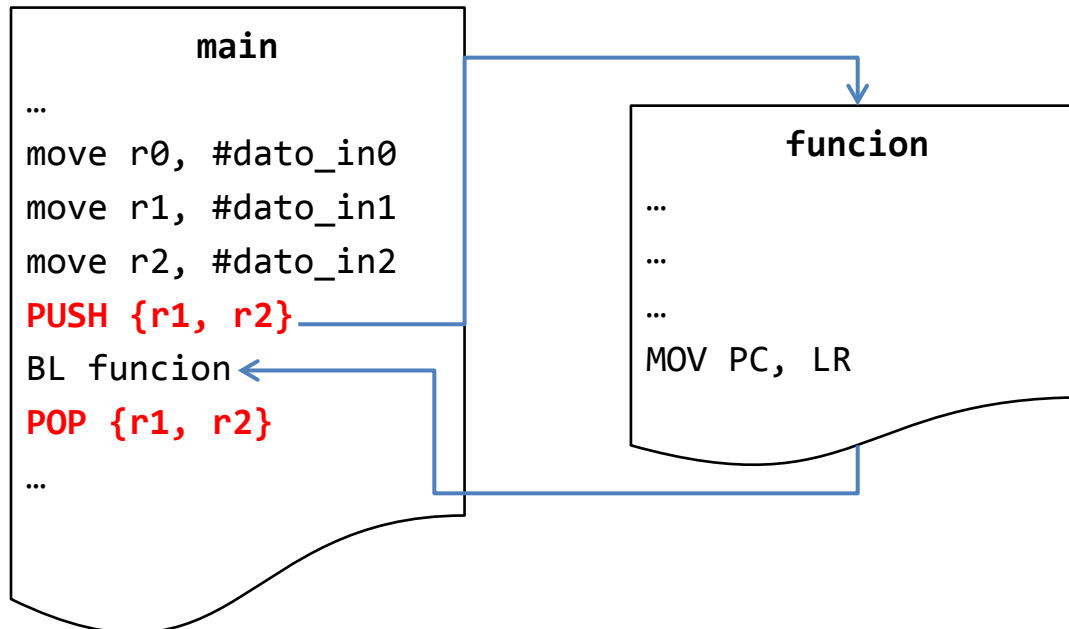 main
…
move r0, #dato_in0
move r1, #dato_in1
move r2, #dato_in2
PUSH {r1, r2}
BL funcion
POP {r1, r2}
…
funcion
…
…
…
MOV PC, LR